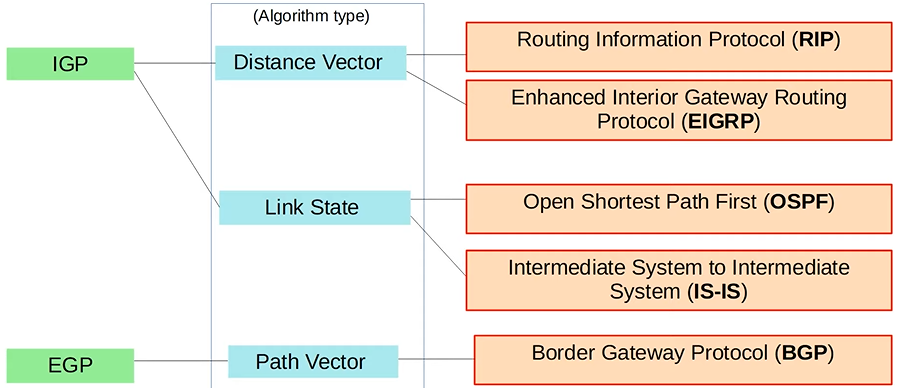 (Algorithm type)
IGP
Distance Vector
Routing Information Protocol (RIP)
Enhanced Interior Gateway Routing
Protocol (EIGRP)
Link State
Open Shortest Path First (OSPF)
Intermediate System to Intermediate
System (IS-IS)
EGP
Path Vector
Border Gateway Protocol (BGP)